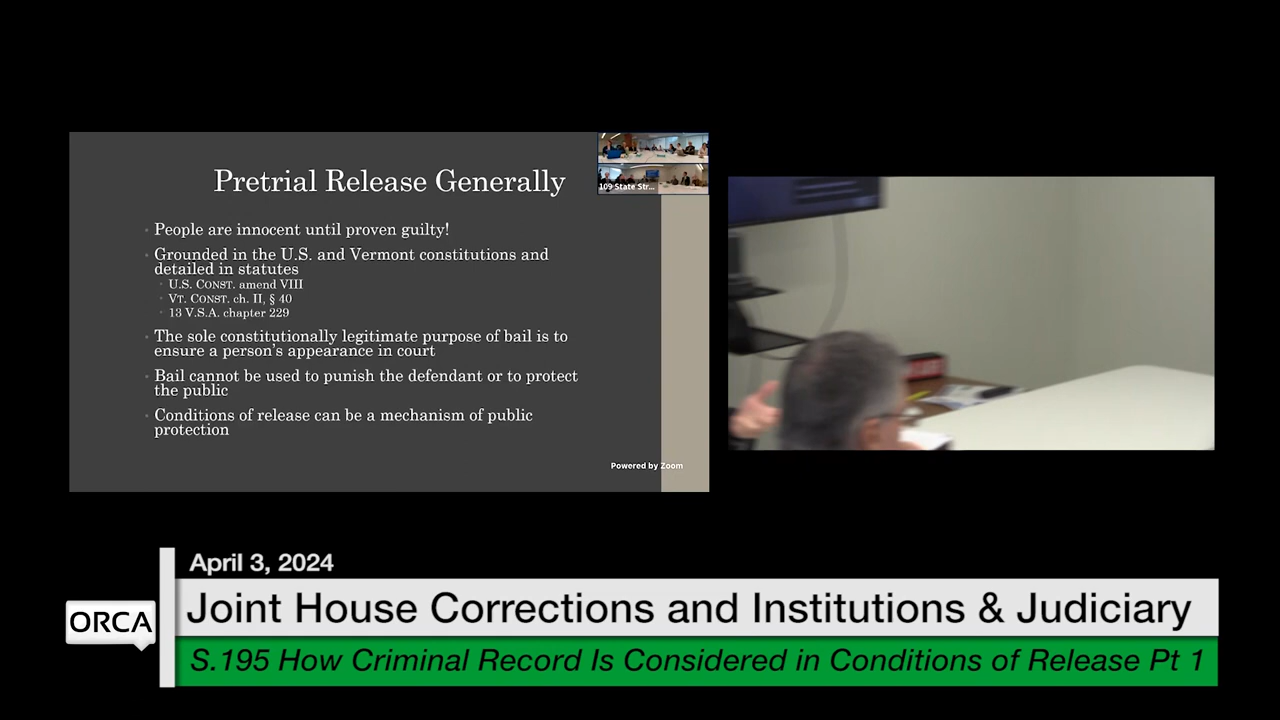 Pretrial Release Generally
109 State Str...
People are innocent until proven guilty!
Grounded in the U.S. and Vermont constitutions and
detailed in statutes
U.S. CONST. amend VIII
VT. CONST. ch. II, § 40
13 V.S.A. chapter 229
The sole constitutionally legitimate purpose of bail is to
ensure a person's appearance in court
Bail cannot be used to punish the defendant or to protect
the public
Conditions of release can be a mechanism of public
protection
Powered by Zoom
April 3, 2024
ORCA
Joint House Corrections and Institutions & Judiciary
S.195 How Criminal Record Is Considered in Conditions of Release Pt 1